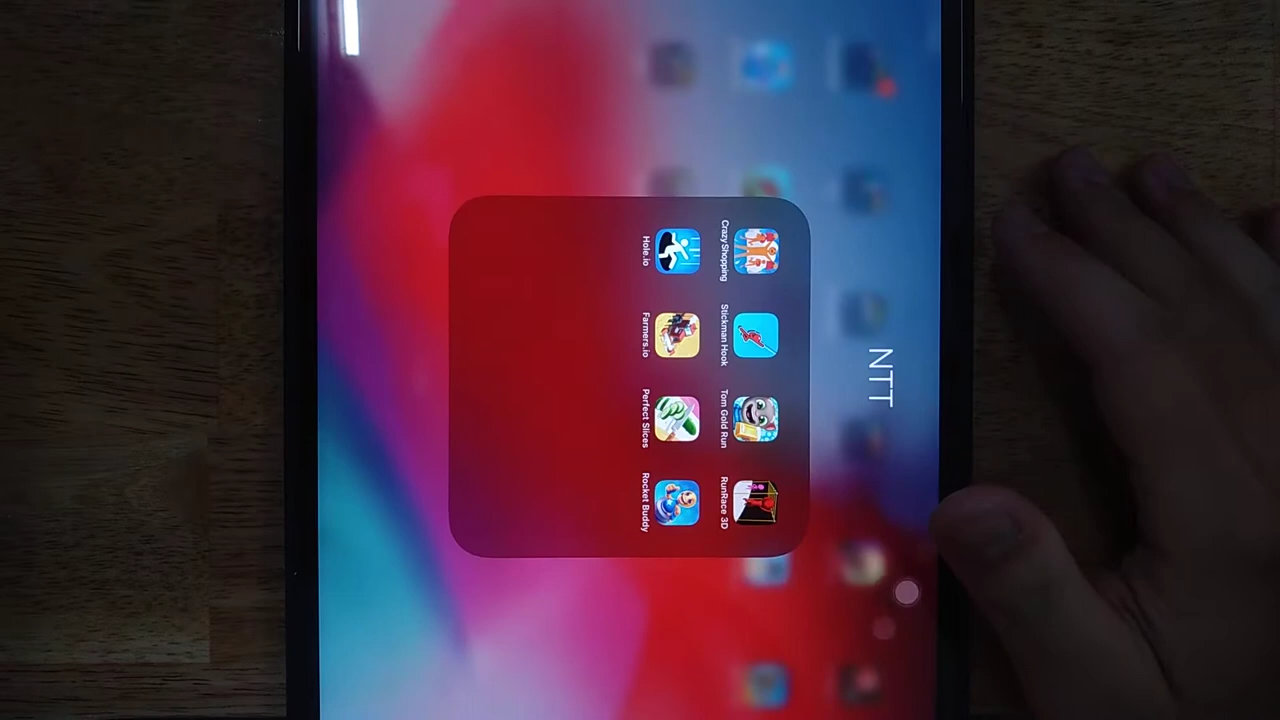 NTT
Crazy Shopping
Stickman Hook
Tom Gold Run
RunRace 3D
Hole.io
Farmers.io
Perfect Slices
Rocket Buddy